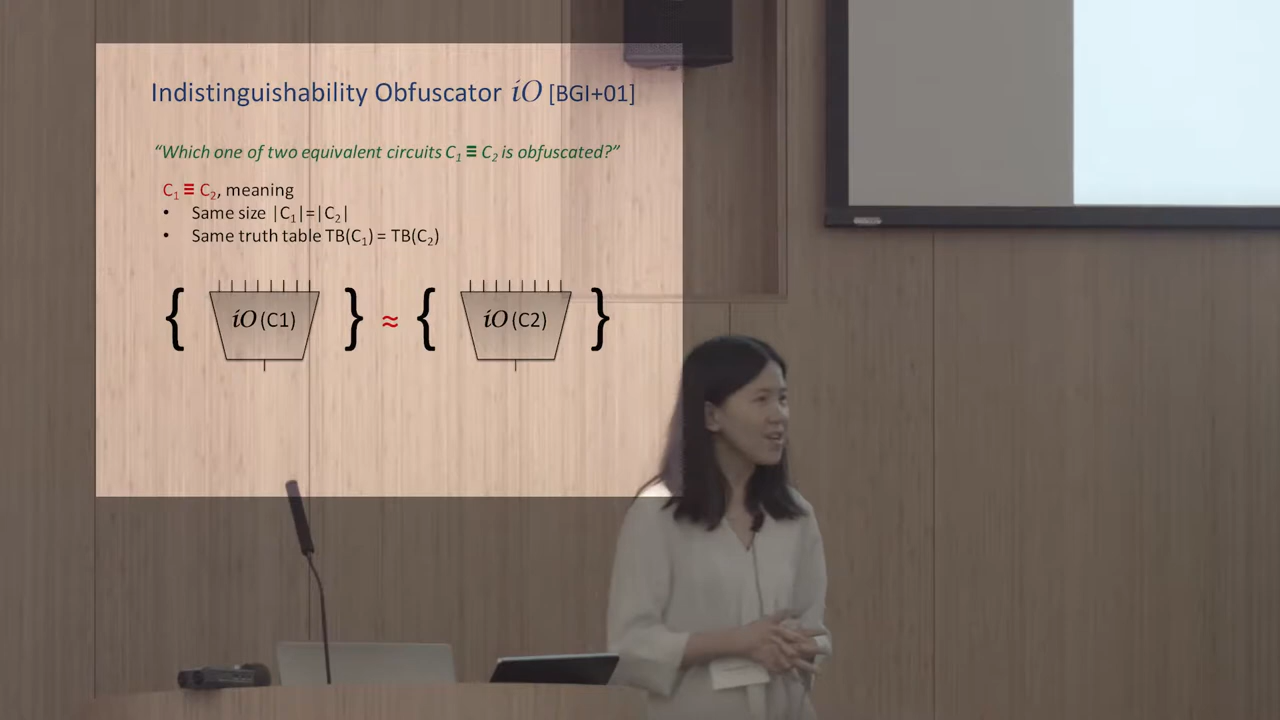 Indistinguishability Obfuscator iO [BGI+01]
“Which one of two equivalent circuits C₁ ≡ C₂ is obfuscated?”
C₁ ≡ C₂, meaning
• Same size |C₁|=|C₂|
• Same truth table TB(C₁) = TB(C₂)
{ iO (C1) } ≈ { iO (C2) }